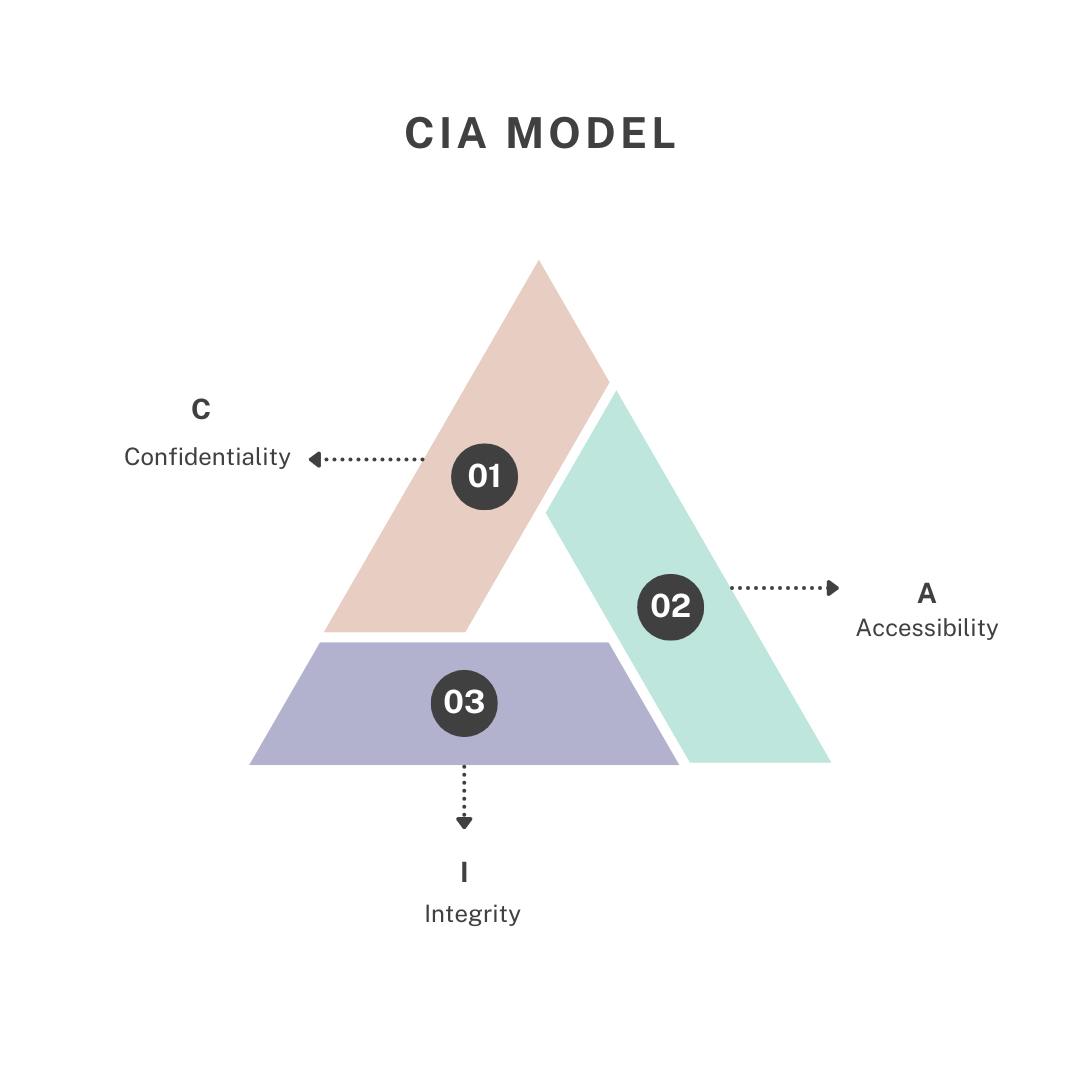 CIA MODEL
C
Confidentiality
01
02
A
Accessibility
03
I
Integrity